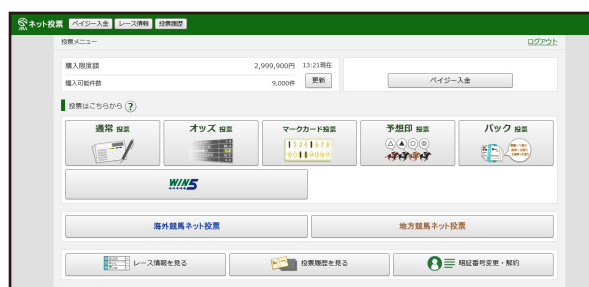 ネット投票 ペイジー入金 レース情報 投票履歴
投票メニュー ログアウト
購入限度額 2,999,900円 13:21現在
購入可能件数 9,000件 更新 ペイジー入金
投票はこちらから ?
通常 投票 オッズ 投票 マークカード投票 予想印 投票 パック 投票
WIN5
海外競馬ネット投票 地方競馬ネット投票
レース情報を見る 投票履歴を見る 暗証番号変更・解約